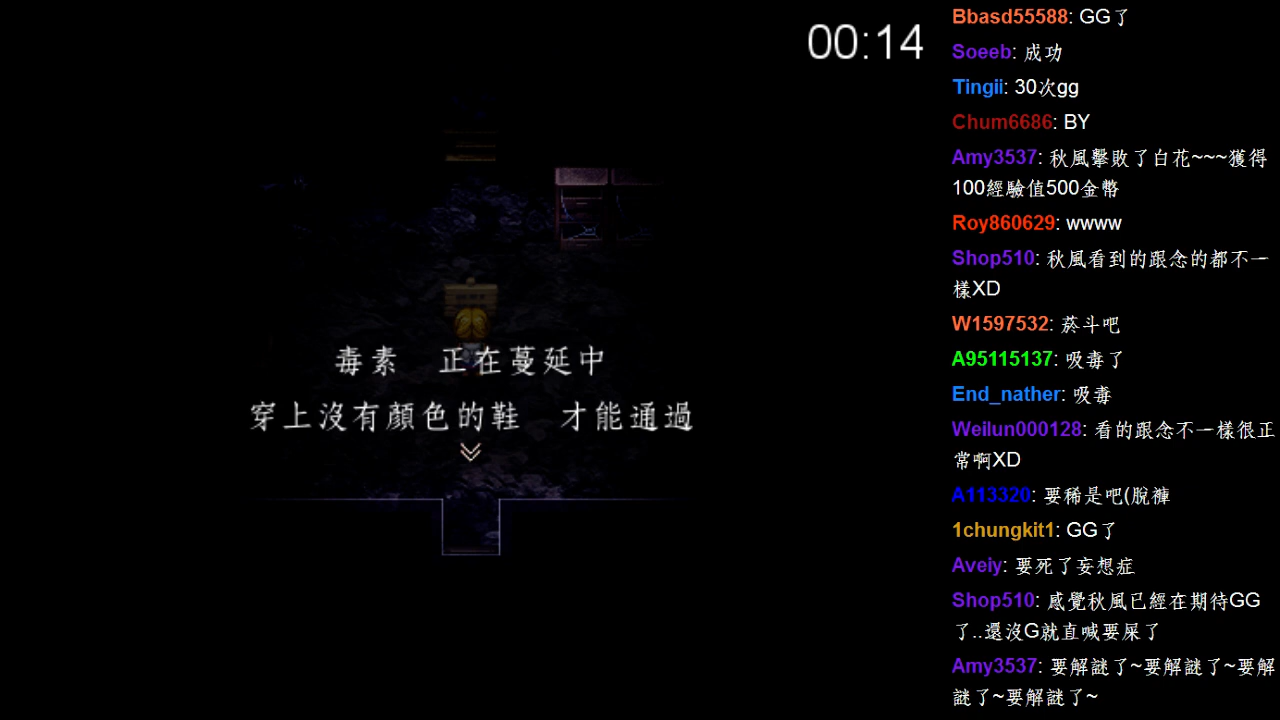 00:14
毒素　正在蔓延中
穿上沒有顏色的鞋　才能通過
Bbasd55588: GG了
Soeeb: 成功
Tingii: 30次gg
Chum6686: BY
Amy3537: 秋風擊敗了白花~~~獲得
100經驗值500金幣
Roy860629: wwww
Shop510: 秋風看到的跟念的都不一
樣XD
W1597532: 菸斗吧
A95115137: 吸毒了
End_nather: 吸毒
Weilun000128: 看的跟念不一樣很正
常啊XD
A113320: 要稀是吧(脫褲
1chungkit1: GG了
Aveiy: 要死了妄想症
Shop510: 感覺秋風已經在期待GG
了..還沒G就直喊要屎了
Amy3537: 要解謎了~要解謎了~要解
謎了~要解謎了~